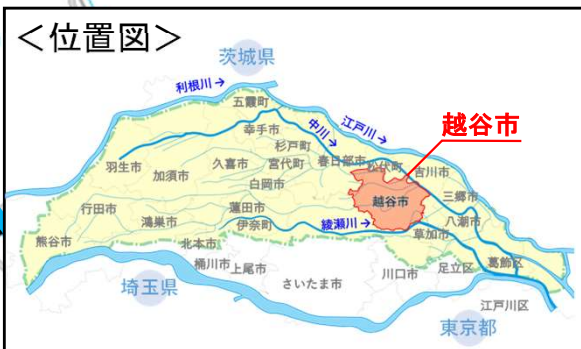 ＜位置図＞
茨城県
利根川→
五霞町
江戸川→
中川→
幸手市
杉戸町
越谷市
羽生市
加須市
久喜市
宮代町
春日部市
松伏町
吉川市
白岡市
三郷市
行田市
蓮田市
越谷市
八潮市
鴻巣市
伊奈町
綾瀬川→
草加市
熊谷市
北本市
桶川市
上尾市
さいたま市
川口市
足立区
葛飾区
埼玉県
江戸川区
東京都